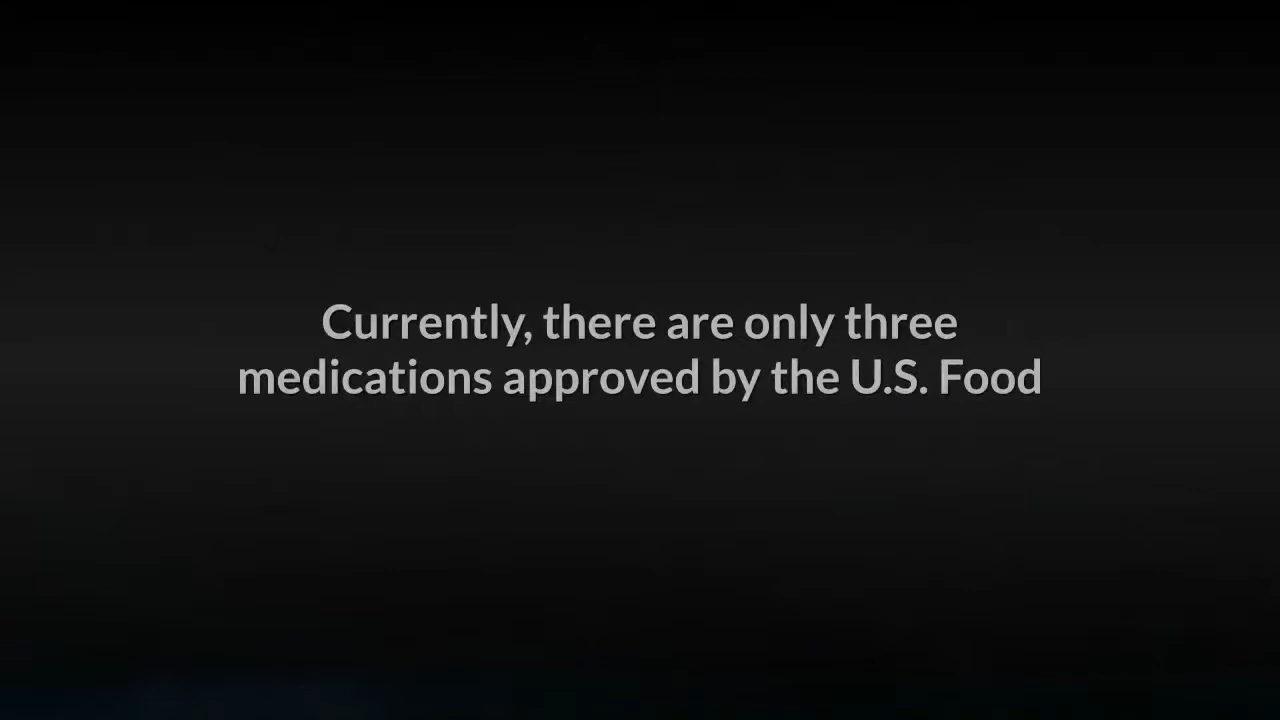 Currently, there are only three
medications approved by the U.S. Food